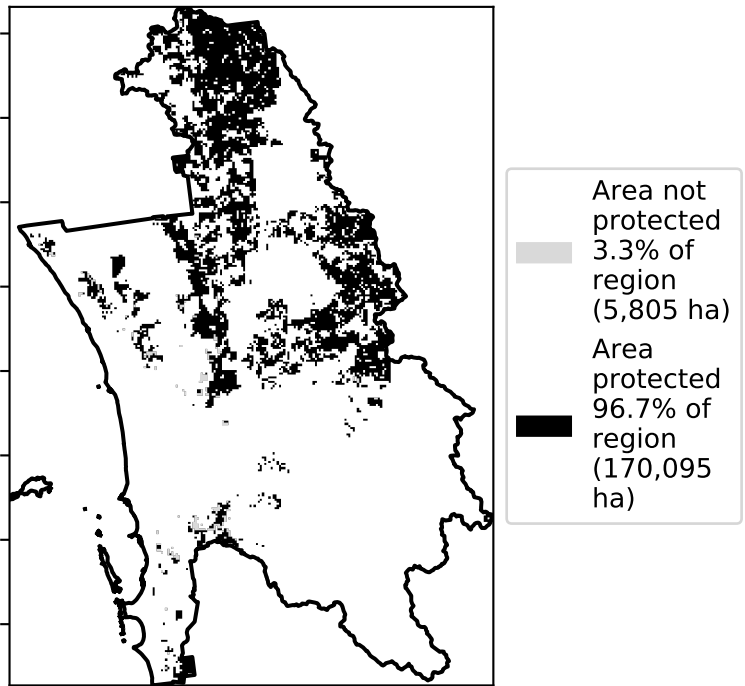 Area not
protected
3.3% of
region
(5,805 ha)
Area
protected
96.7% of
region
(170,095
ha)